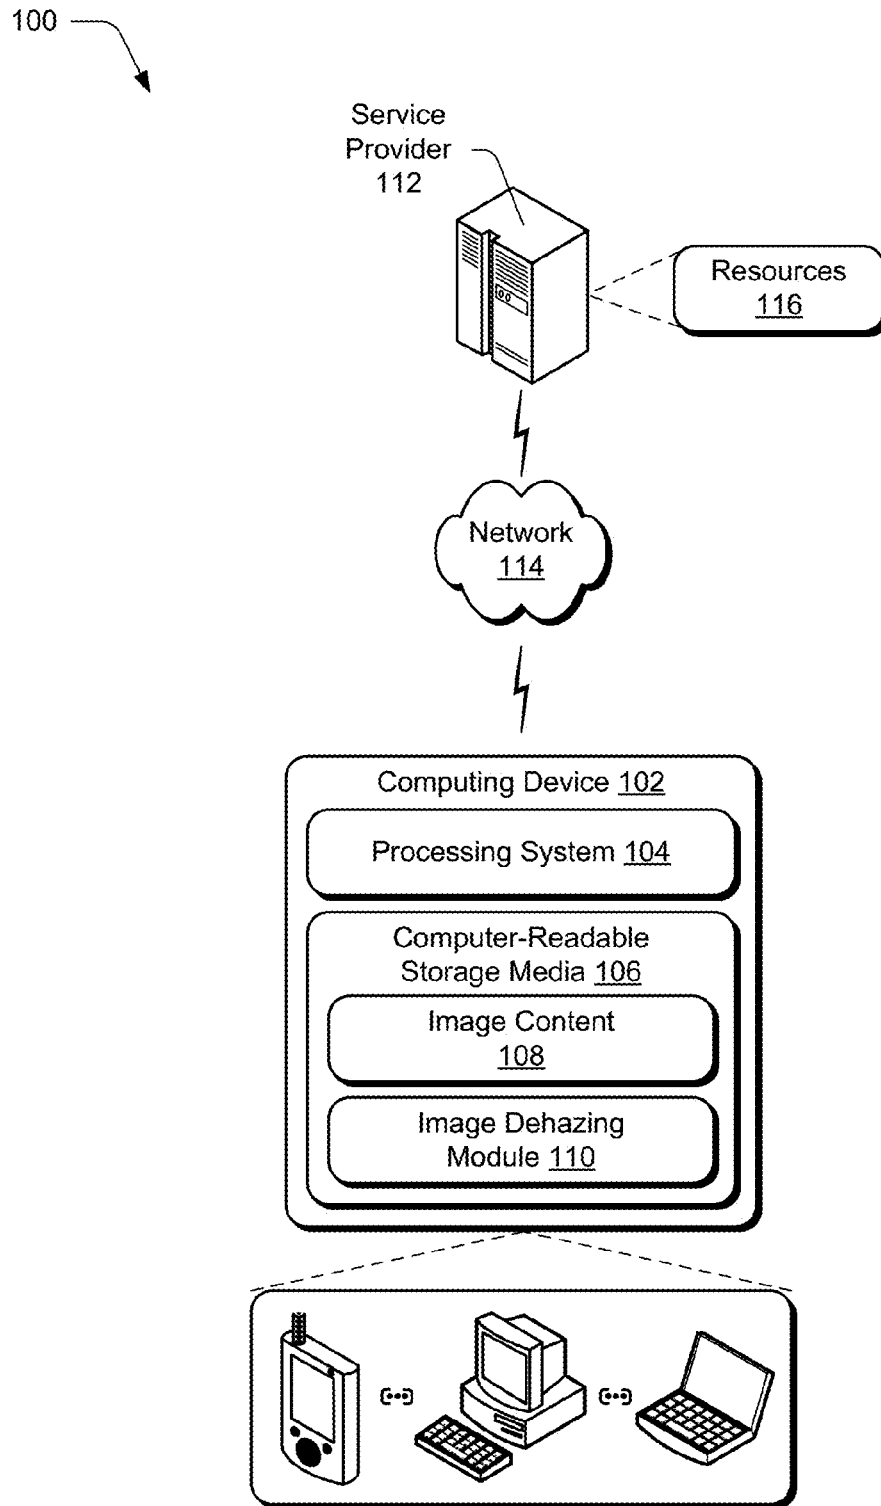 100
Service
Provider
112
Resources
116
Network
114
Computing Device 102
Processing System 104
Computer-Readable
Storage Media 106
Image Content
108
Image Dehazing
Module 110